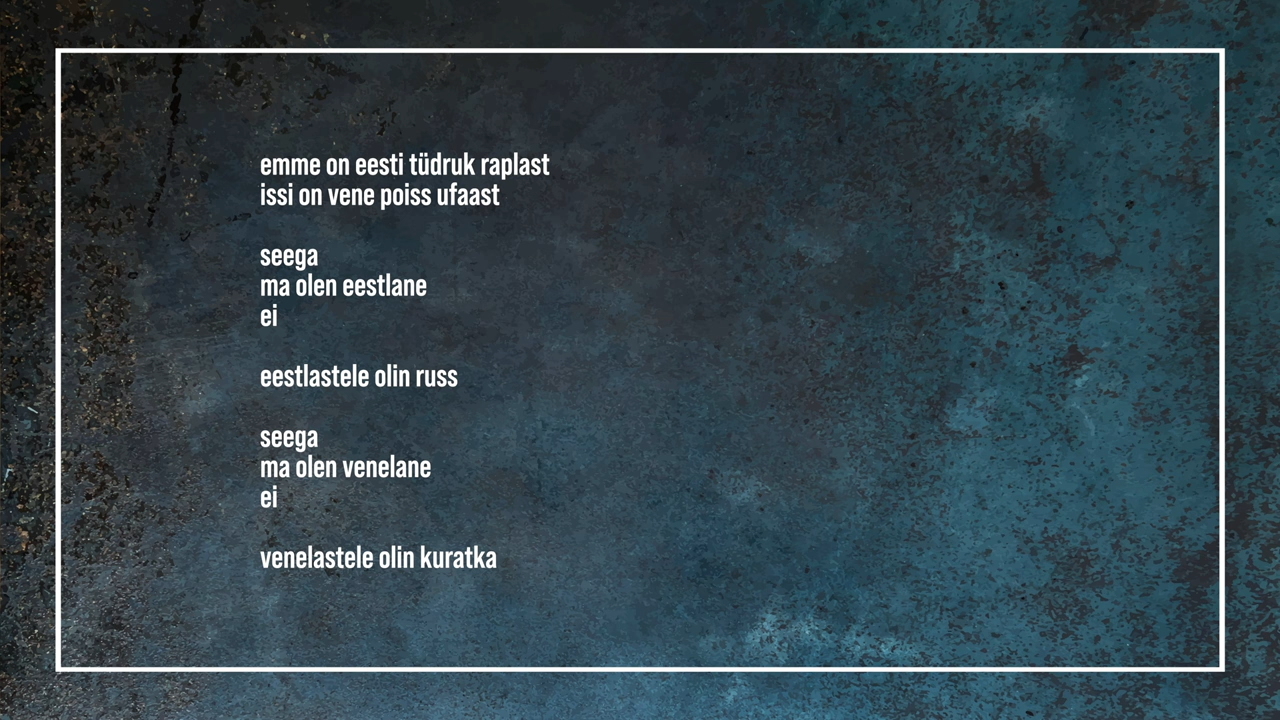 emme on eesti tüdruk raplast
issi on vene poiss ufaast
seega
ma olen eestlane
ei
eestlastele olin russ
seega
ma olen venelane
ei
venelastele olin kuratka